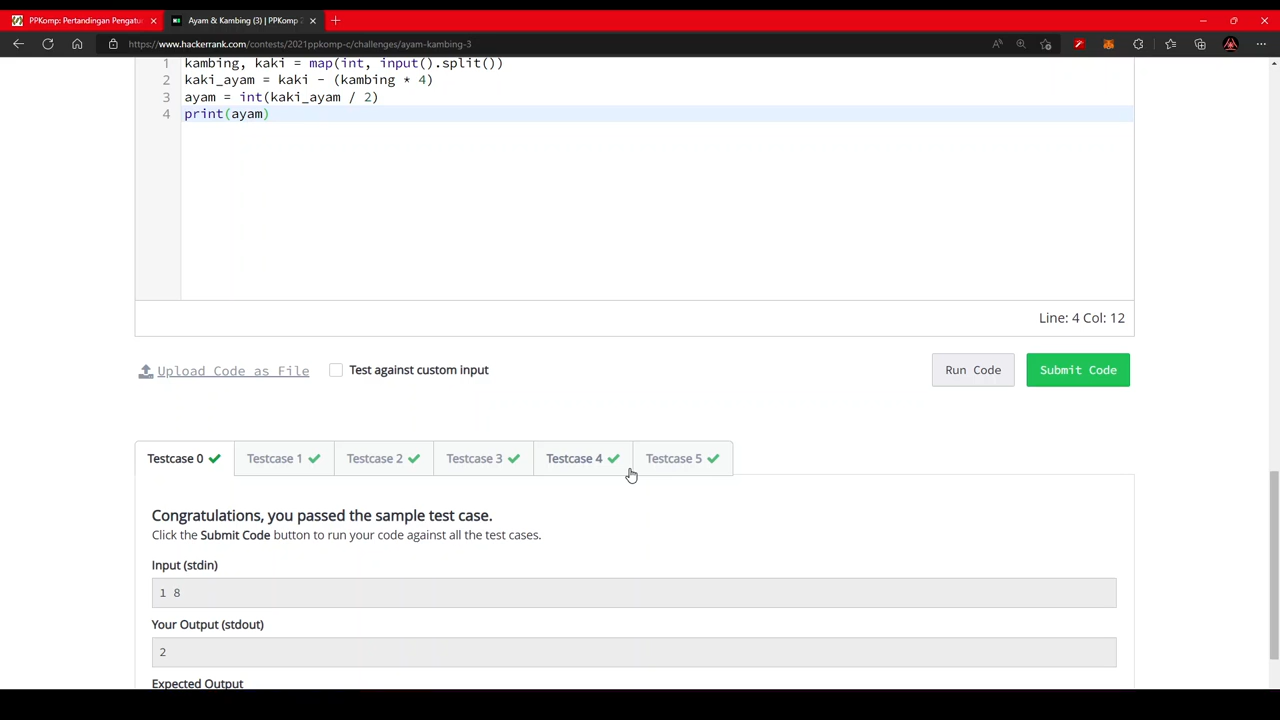 PPKomp: Pertandingan Pengatu
Ayam & Kambing (3) | PPKomp
https://www.hackerrank.com/contests/2021ppkomp-c/challenges/ayam-kambing-3
1 kambing, kaki = map(int, input().split())
2 kaki_ayam = kaki - (kambing * 4)
3 ayam = int(kaki_ayam / 2)
4 print(ayam)
Line: 4 Col: 12
Upload Code as File
Test against custom input
Run Code
Submit Code
Testcase 0
Testcase 1
Testcase 2
Testcase 3
Testcase 4
Testcase 5
Congratulations, you passed the sample test case.
Click the Submit Code button to run your code against all the test cases.
Input (stdin)
1 8
Your Output (stdout)
2
Expected Output